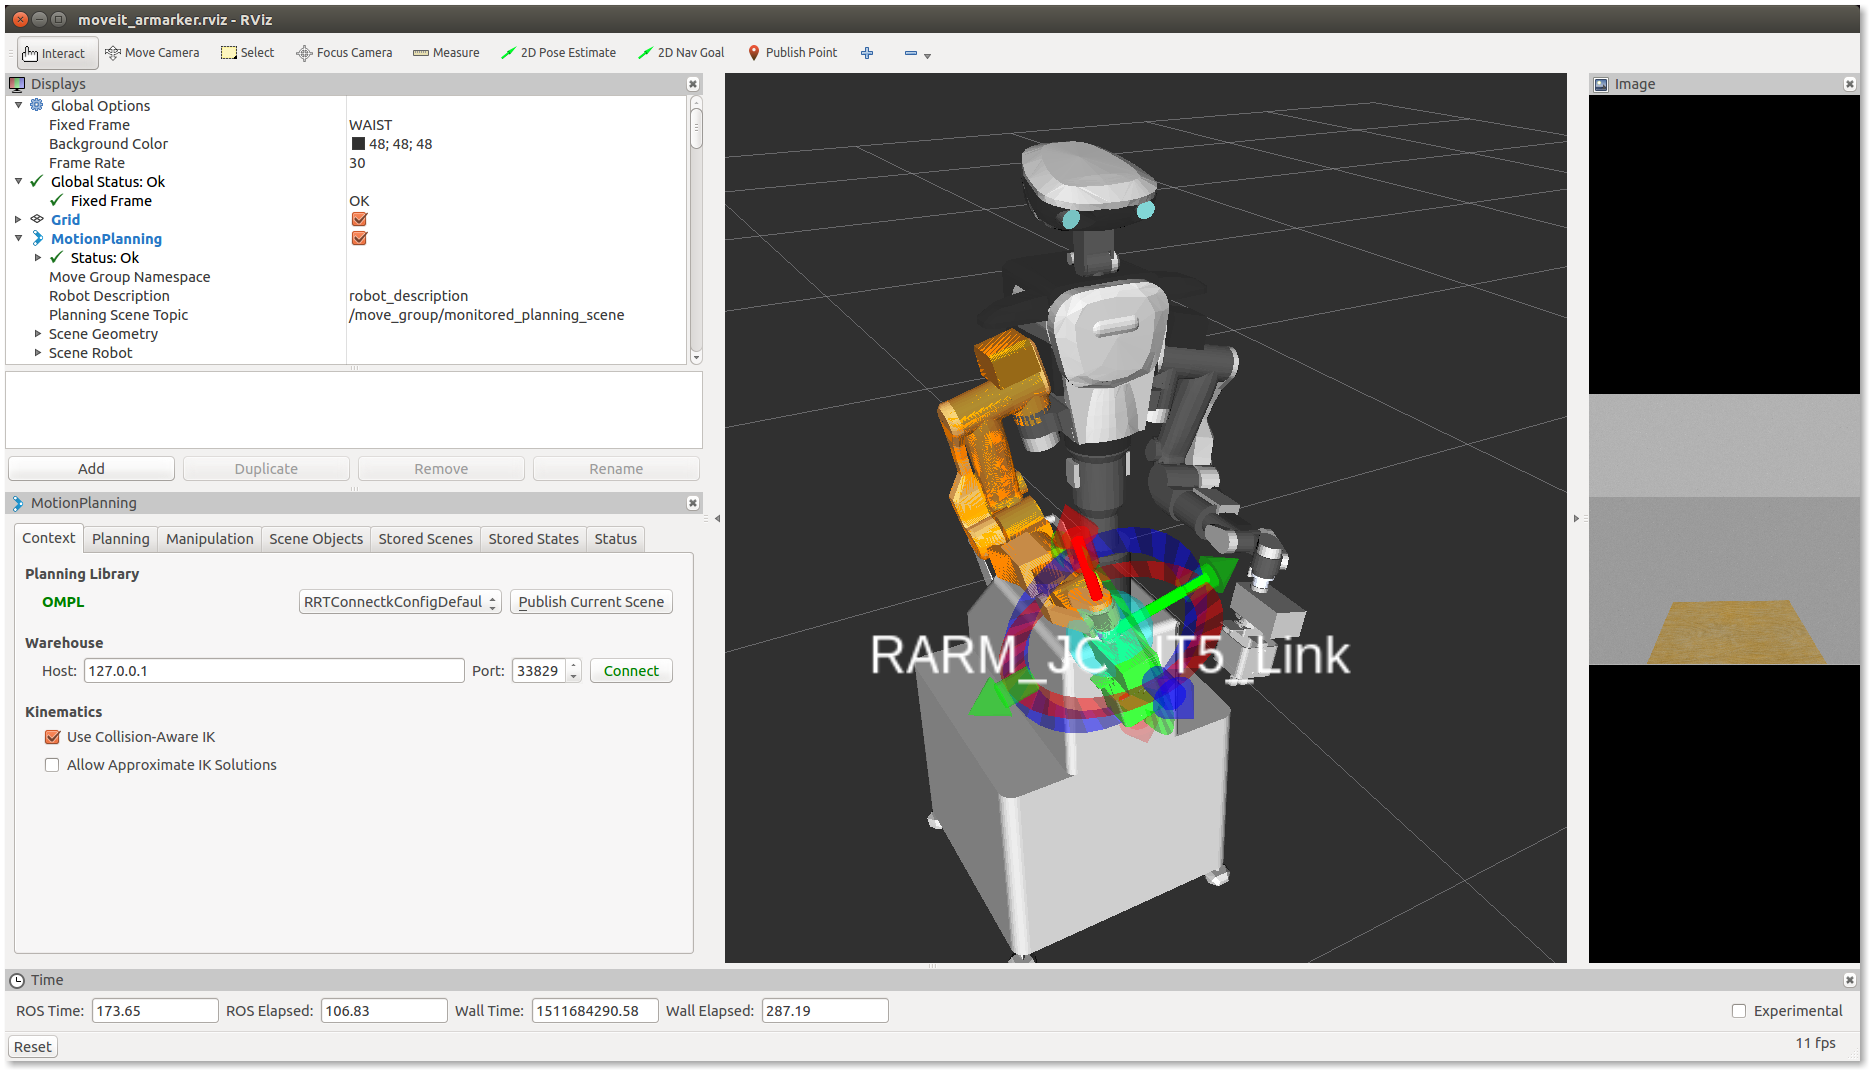 moveit_armarker.rviz - RViz
Interact Move Camera Select Focus Camera Measure 2D Pose Estimate 2D Nav Goal Publish Point
Displays
Global Options
Fixed Frame WAIST
Background Color 48; 48; 48
Frame Rate 30
Global Status: Ok
Fixed Frame OK
Grid
MotionPlanning
Status: Ok
Move Group Namespace
Robot Description robot_description
Planning Scene Topic /move_group/monitored_planning_scene
Scene Geometry
Scene Robot
Add Duplicate Remove Rename
MotionPlanning
Context Planning Manipulation Scene Objects Stored Scenes Stored States Status
Planning Library
OMPL RRTConnectkConfigDefaul Publish Current Scene
Warehouse
Host: 127.0.0.1 Port: 33829 Connect
Kinematics
Use Collision-Aware IK
Allow Approximate IK Solutions
Image
Link
Time
ROS Time: 173.65 ROS Elapsed: 106.83 Wall Time: 1511684290.58 Wall Elapsed: 287.19 Experimental
Reset 11 fps